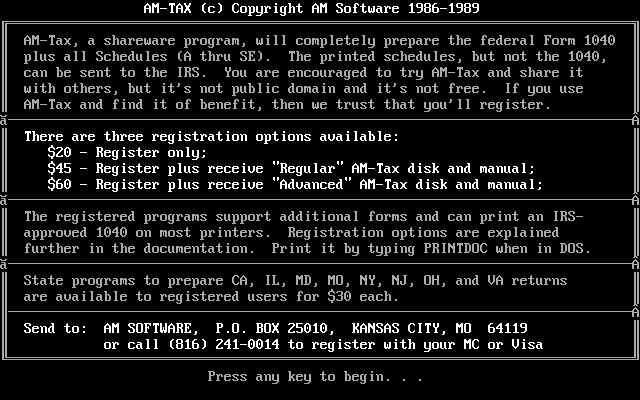 AM-TAX (c) Copyright AM Software 1986-1989
AM-Tax, a shareware program, will completely prepare the federal Form 1040
plus all Schedules (A thru SE).  The printed schedules, but not the 1040,
can be sent to the IRS.  You are encouraged to try AM-Tax and share it
with others, but it's not public domain and it's not free.  If you use
AM-Tax and find it of benefit, then we trust that you'll register.
There are three registration options available:
$20 - Register only;
$45 - Register plus receive "Regular" AM-Tax disk and manual;
$60 - Register plus receive "Advanced" AM-Tax disk and manual;
The registered programs support additional forms and can print an IRS-
approved 1040 on most printers.  Registration options are explained
further in the documentation.  Print it by typing PRINTDOC when in DOS.
State programs to prepare CA, IL, MD, MO, NY, NJ, OH, and VA returns
are available to registered users for $30 each.
Send to:  AM SOFTWARE,  P.O. BOX 25010,  KANSAS CITY, MO  64119
or call (816) 241-0014 to register with your MC or Visa
Press any key to begin. . .